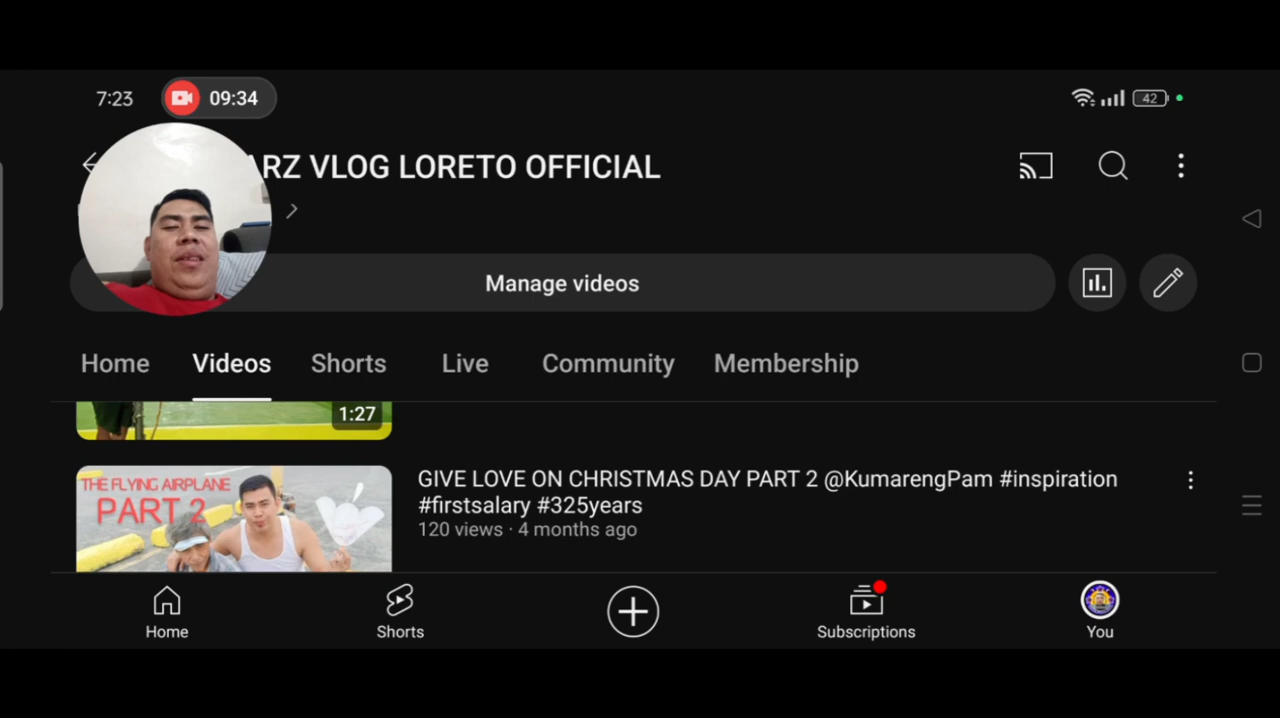 7:23 09:34 42
ARZ VLOG LORETO OFFICIAL
Manage videos
Home Videos Shorts Live Community Membership
1:27
THE FLYING AIRPLANE
PART 2
GIVE LOVE ON CHRISTMAS DAY PART 2 @KumarengPam #inspiration
#firstsalary #325years
120 views · 4 months ago
Home Shorts Subscriptions You